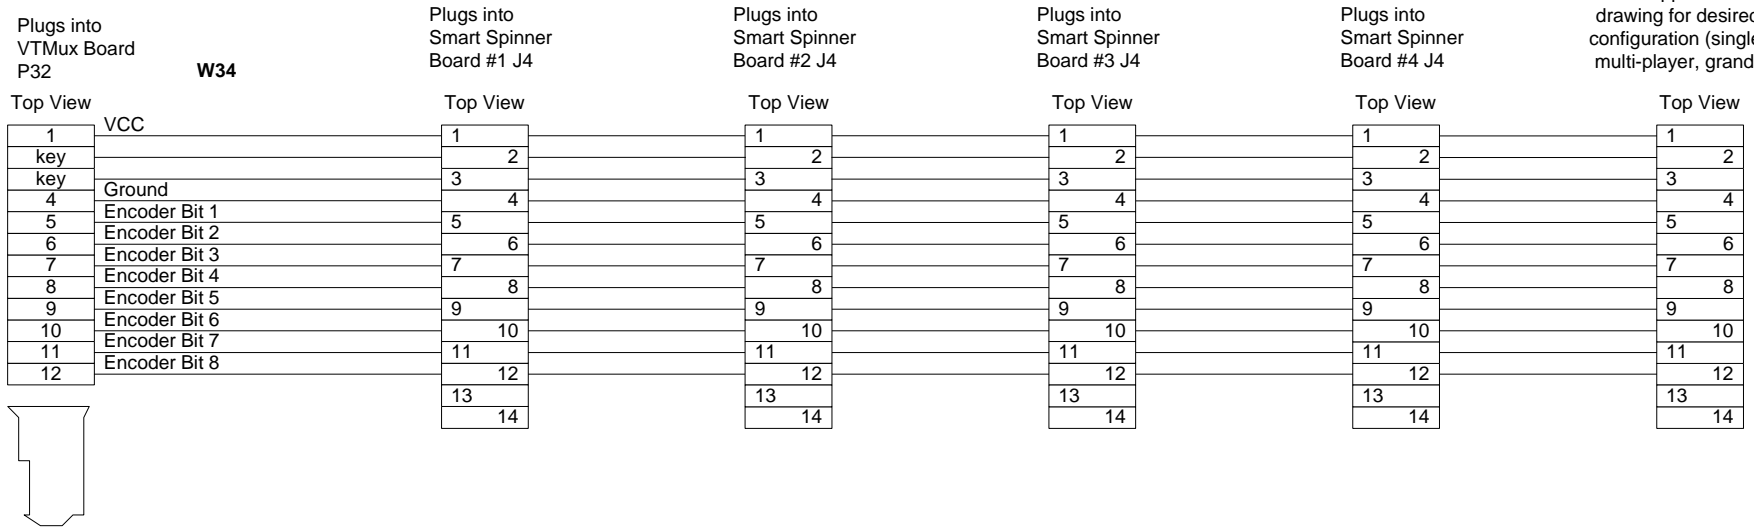 Plugs into
VTMux Board
P32
W34
Plugs into
Smart Spinner
Board #1 J4
Plugs into
Smart Spinner
Board #2 J4
Plugs into
Smart Spinner
Board #3 J4
Plugs into
Smart Spinner
Board #4 J4
drawing for desired
configuration (single
multi-player, grand
Top View
Top View
Top View
Top View
Top View
Top View
1 VCC 1 1 1 1 1
key 2 2 2 2 2
key 3 3 3 3 3
4 Ground 4 4 4 4 4
5 Encoder Bit 1 5 5 5 5 5
6 Encoder Bit 2 6 6 6 6 6
7 Encoder Bit 3 7 7 7 7 7
8 Encoder Bit 4 8 8 8 8 8
9 Encoder Bit 5 9 9 9 9 9
10 Encoder Bit 6 10 10 10 10 10
11 Encoder Bit 7 11 11 11 11 11
12 Encoder Bit 8 12 12 12 12 12
13 13 13 13 13
14 14 14 14 14